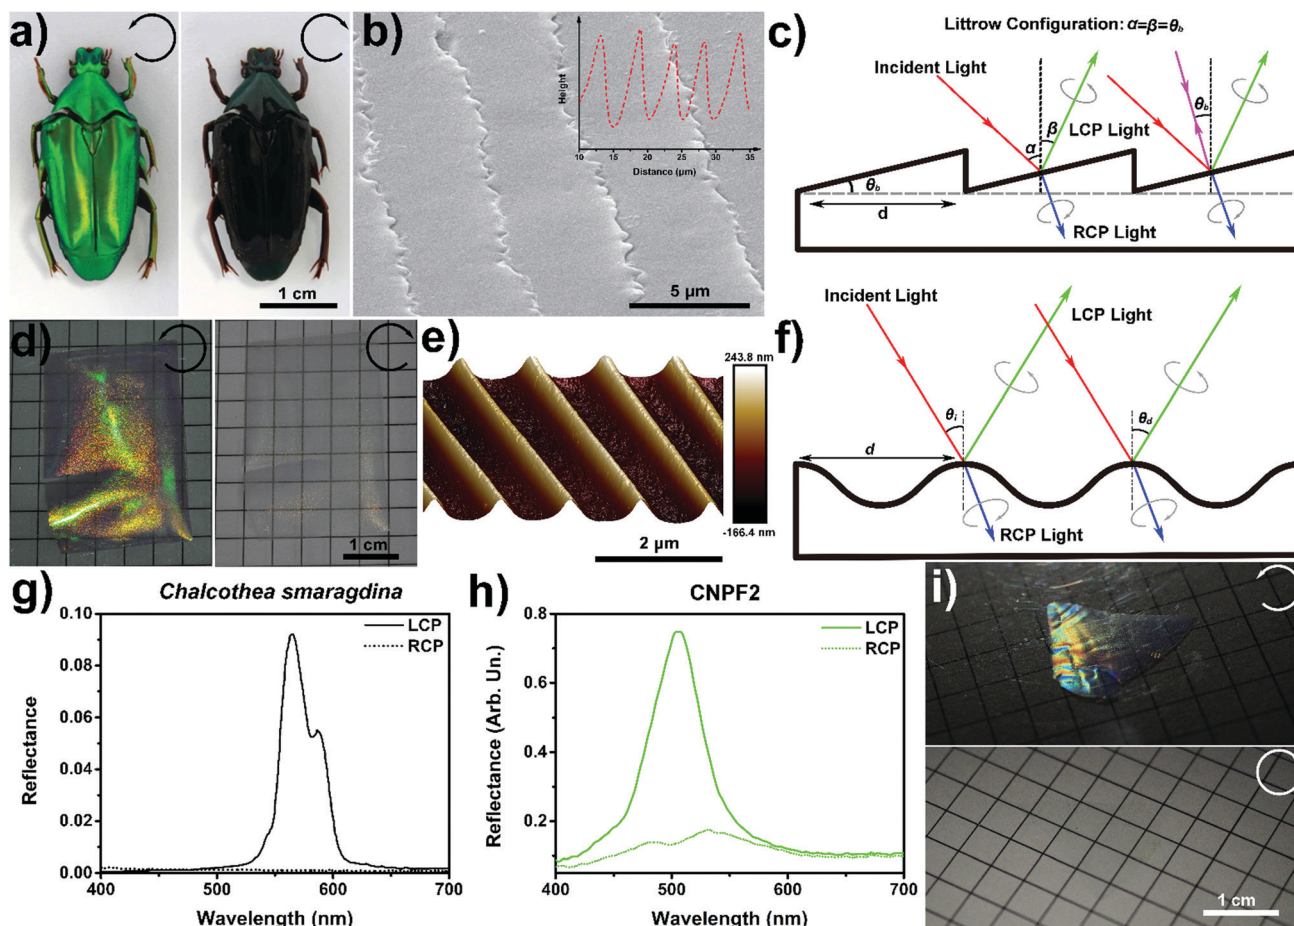 a)
1 cm
b)
Height
10 15 20 25 30 35
Distance (µm)
5 µm
c)
Littrow Configuration: α=β=θb
Incident Light
θb
β
LCP Light
α
θb
d
RCP Light
d)
1 cm
e)
243.8 nm
-166.4 nm
2 µm
f)
Incident Light
LCP Light
θi
θd
d
RCP Light
g)
Chalcothea smaragdina
0.10
0.08
0.06
0.04
0.02
0.00
Reflectance
LCP
RCP
400 500 600 700
Wavelength (nm)
h)
CNPF2
0.8
0.6
0.4
0.2
Reflectance (Arb. Un.)
LCP
RCP
400 500 600 700
Wavelength (nm)
i)
1 cm